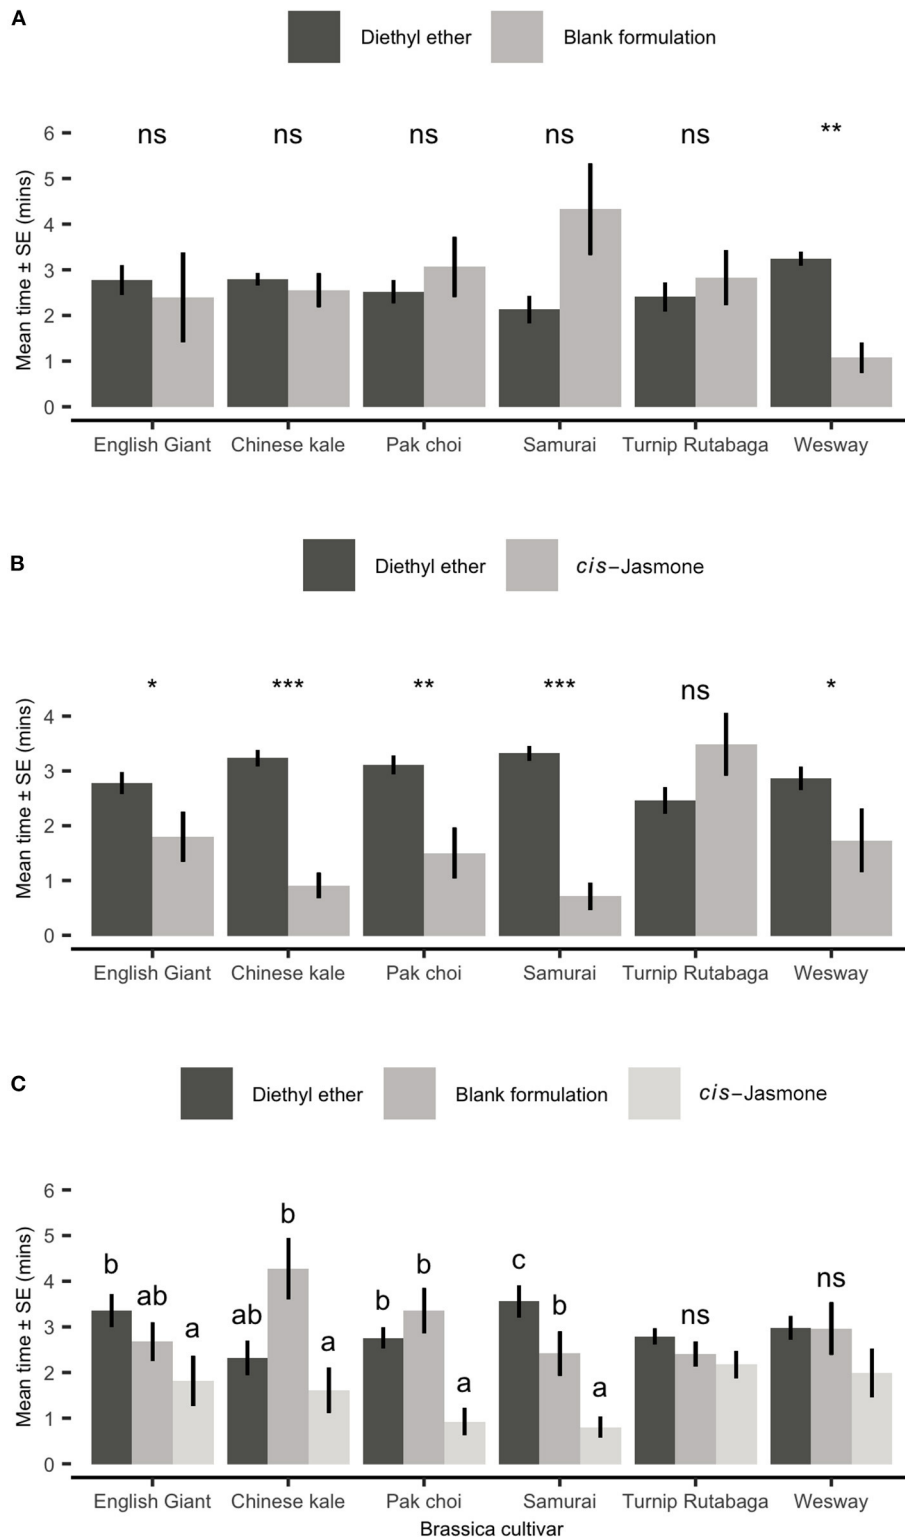 A
Diethyl ether Blank formulation
ns ns ns ns ns **
6
5
4
3
2
1
0
Mean time ± SE (mins)
English Giant Chinese kale Pak choi Samurai Turnip Rutabaga Wesway
B
Diethyl ether cis–Jasmone
* *** ** *** ns *
4
3
2
1
0
Mean time ± SE (mins)
English Giant Chinese kale Pak choi Samurai Turnip Rutabaga Wesway
C
Diethyl ether Blank formulation cis–Jasmone
6
5
4
3
2
1
0
Mean time ± SE (mins)
b ab a
ab b a
b b a
c b a
ns
ns
English Giant Chinese kale Pak choi Samurai Turnip Rutabaga Wesway
Brassica cultivar